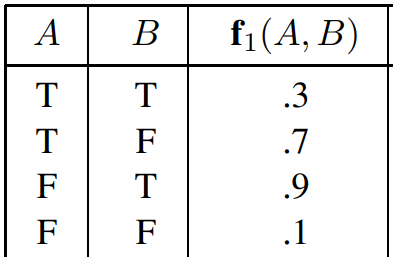 A B f₁(A, B)
T T .3
T F .7
F T .9
F F .1